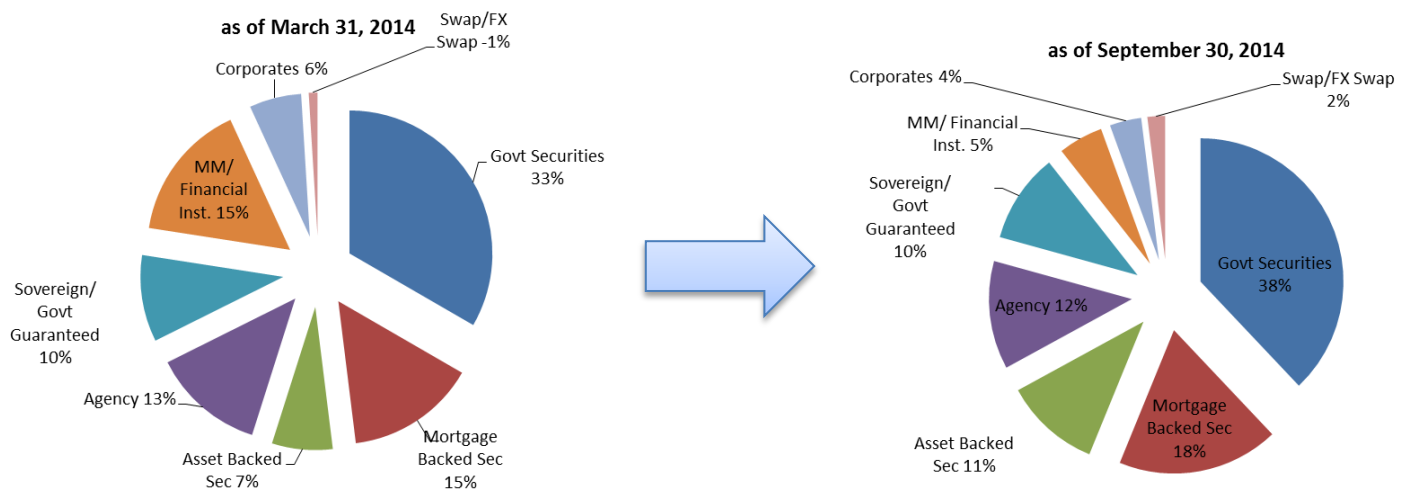 as of March 31, 2014
Swap/FX
Swap -1%
Corporates 6%
Govt Securities
33%
MM/
Financial
Inst. 15%
Sovereign/
Govt
Guaranteed
10%
Agency 13%
Asset Backed
Sec 7%
Mortgage
Backed Sec
15%
as of September 30, 2014
Corporates 4%
Swap/FX Swap
2%
MM/ Financial
Inst. 5%
Sovereign/
Govt
Guaranteed
10%
Govt Securities
38%
Agency 12%
Mortgage
Backed Sec
18%
Asset Backed
Sec 11%